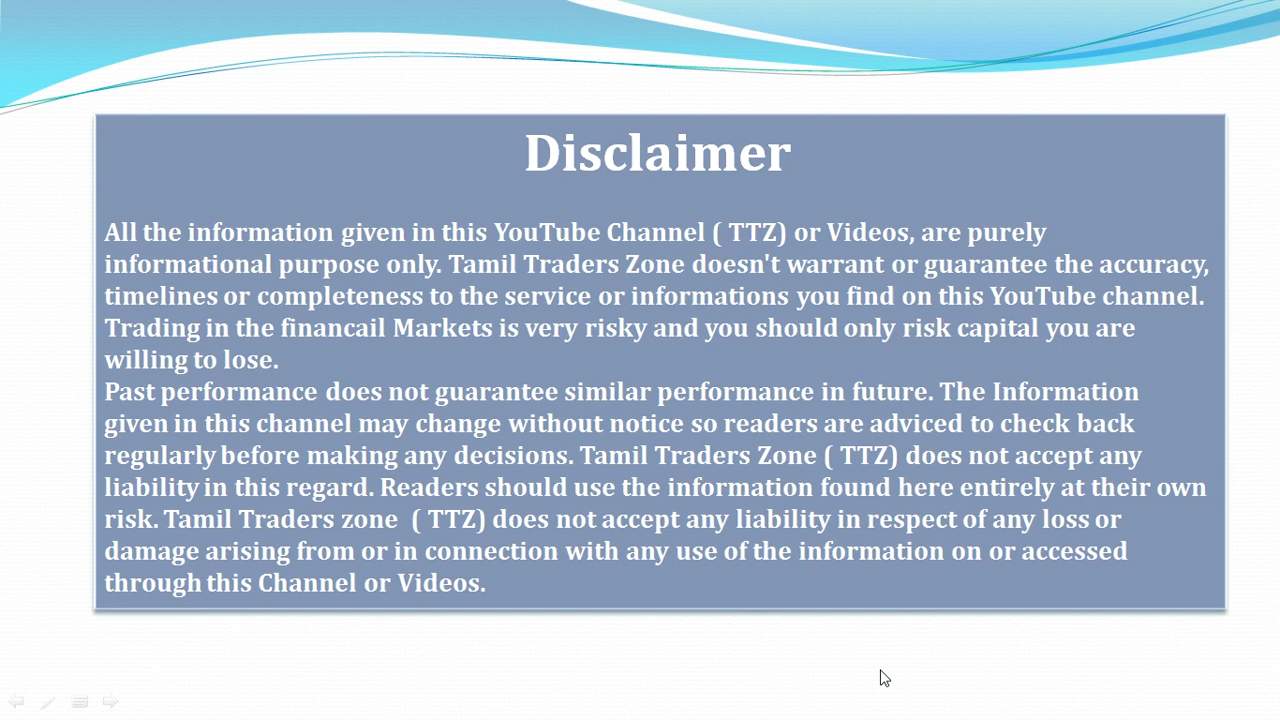 Disclaimer
All the information given in this YouTube Channel ( TTZ) or Videos, are purely
informational purpose only. Tamil Traders Zone doesn't warrant or guarantee the accuracy,
timelines or completeness to the service or informations you find on this YouTube channel.
Trading in the financail Markets is very risky and you should only risk capital you are
willing to lose.
Past performance does not guarantee similar performance in future. The Information
given in this channel may change without notice so readers are adviced to check back
regularly before making any decisions. Tamil Traders Zone ( TTZ) does not accept any
liability in this regard. Readers should use the information found here entirely at their own
risk. Tamil Traders zone  ( TTZ) does not accept any liability in respect of any loss or
damage arising from or in connection with any use of the information on or accessed
through this Channel or Videos.